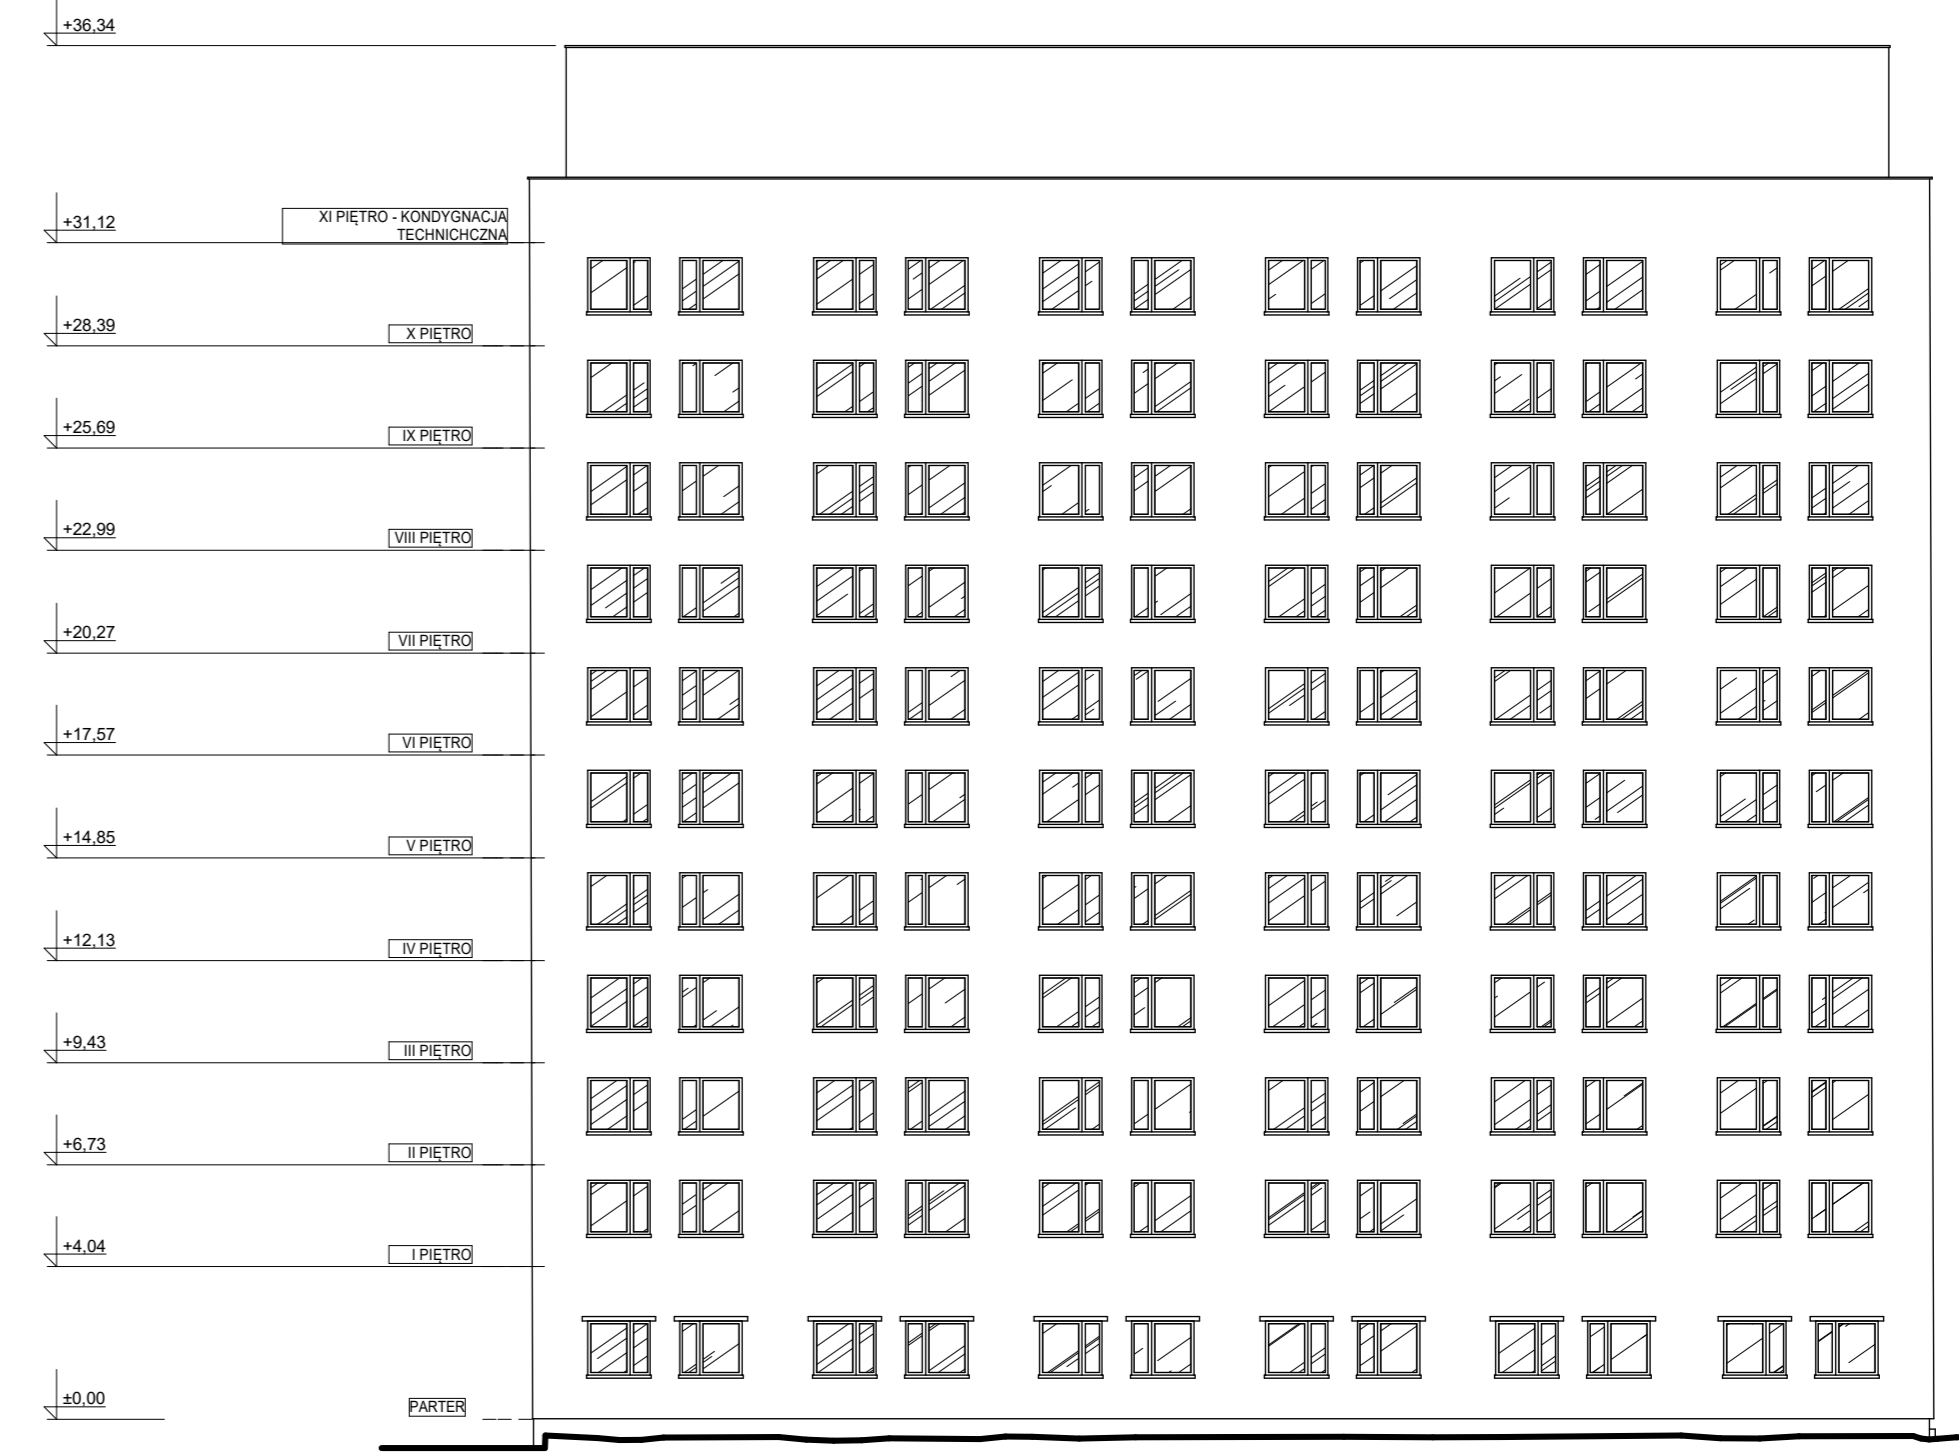 +36,34
+31,12
XI PIĘTRO - KONDYGNACJA
TECHNICHCZNA
+28,39
X PIĘTRO
+25,69
IX PIĘTRO
+22,99
VIII PIĘTRO
+20,27
VII PIĘTRO
+17,57
VI PIĘTRO
+14,85
V PIĘTRO
+12,13
IV PIĘTRO
+9,43
III PIĘTRO
+6,73
II PIĘTRO
+4,04
I PIĘTRO
±0,00
PARTER